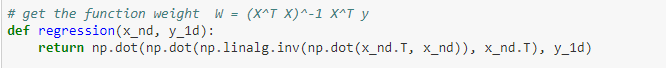 # get the function weight  W = (X^T X)^-1 X^T y
def regression(x_nd, y_1d):
    return np.dot(np.dot(np.linalg.inv(np.dot(x_nd.T, x_nd)), x_nd.T), y_1d)